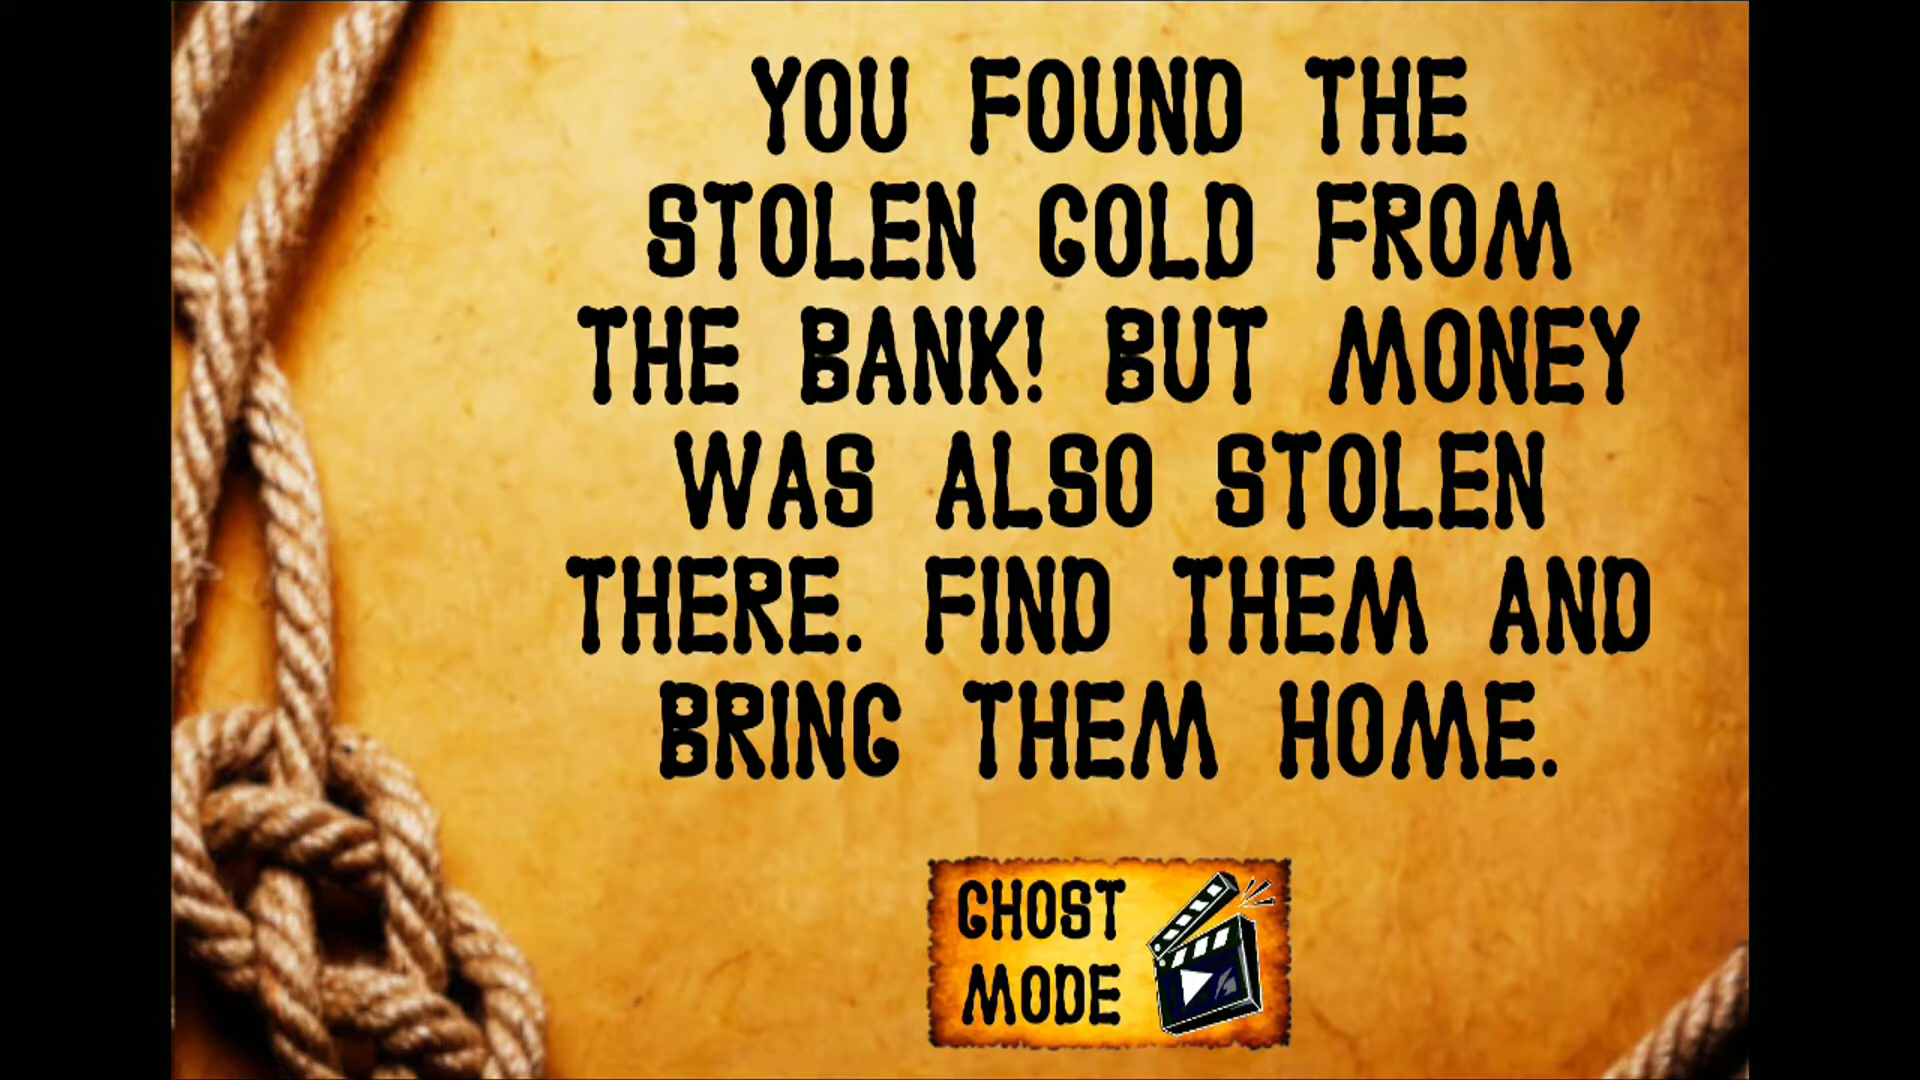 YOU FOUND THE
STOLEN GOLD FROM
THE BANK! BUT MONEY
WAS ALSO STOLEN
THERE. FIND THEM AND
BRING THEM HOME.
GHOST
MODE